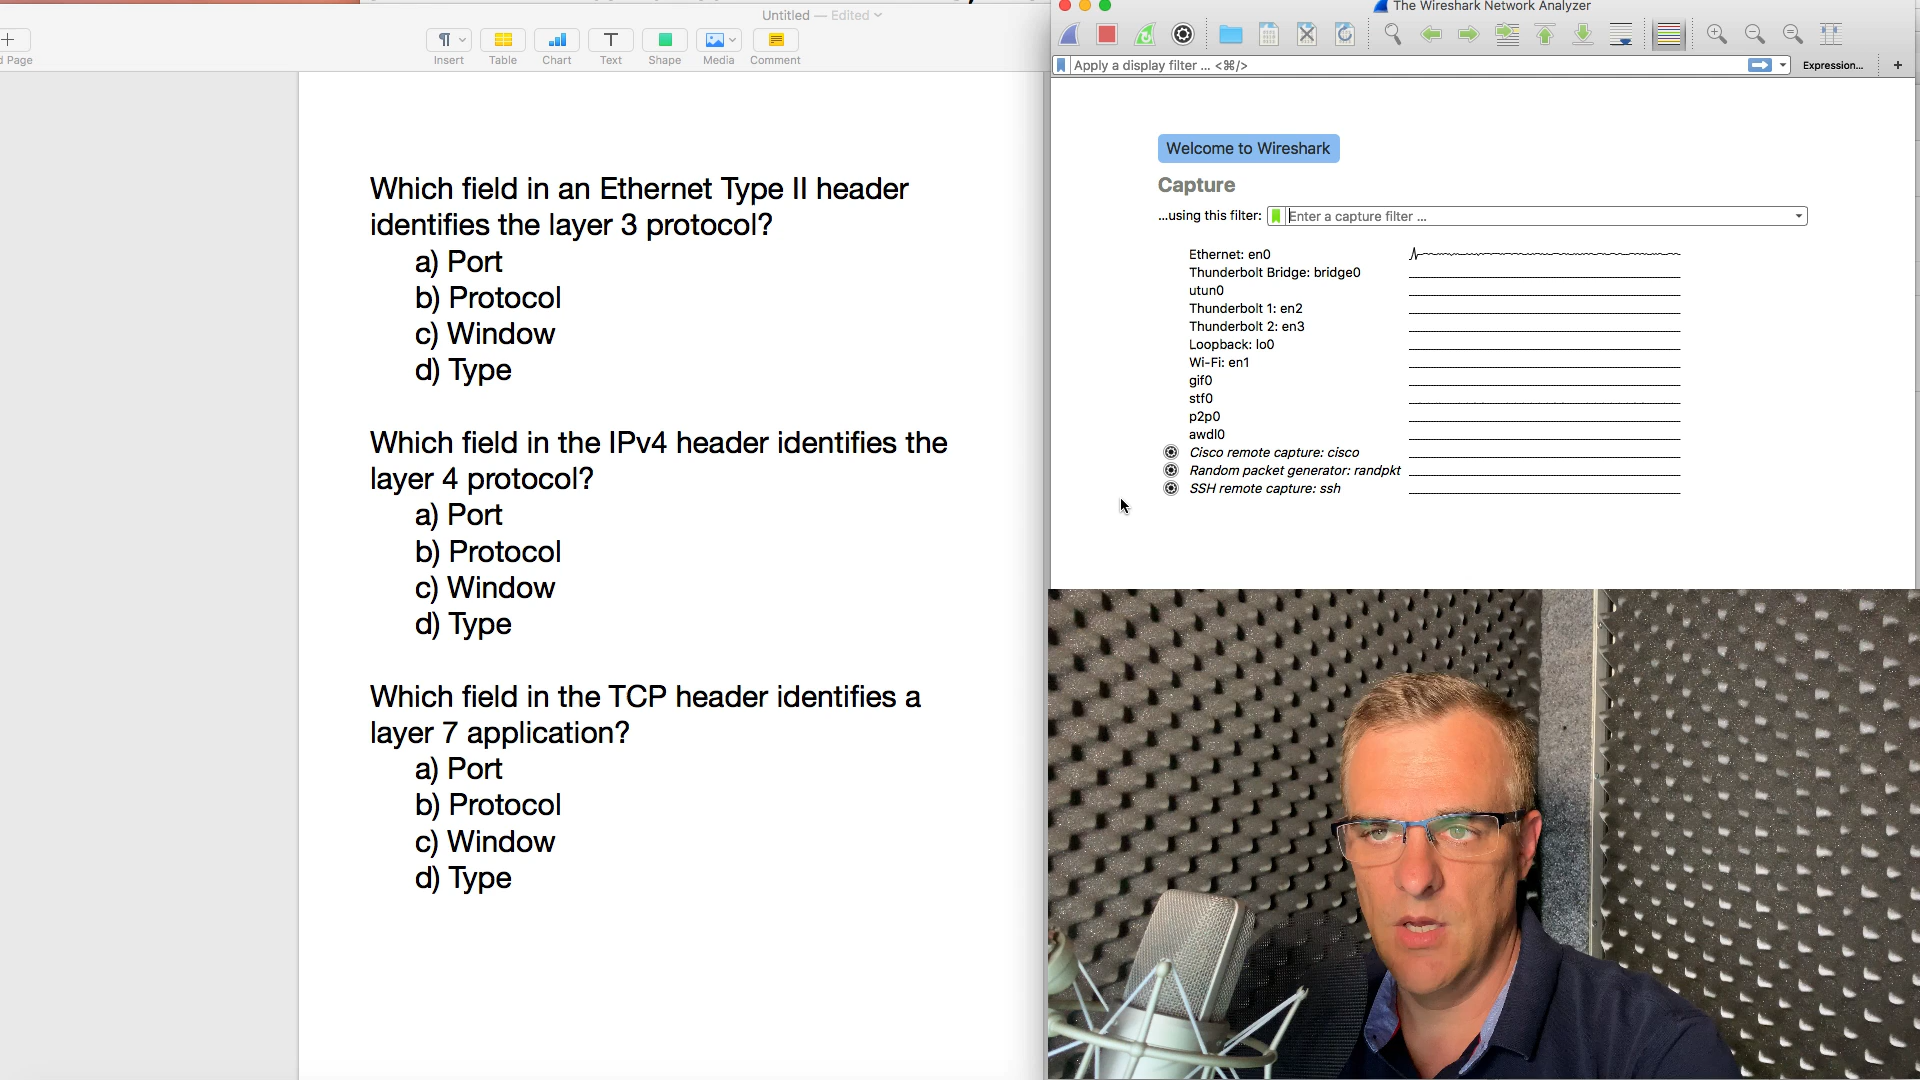 Untitled — Edited
Insert
Table
Chart
Text
Shape
Media
Comment
d Page
Which field in an Ethernet Type II header
identifies the layer 3 protocol?
a) Port
b) Protocol
c) Window
d) Type
Which field in the IPv4 header identifies the
layer 4 protocol?
a) Port
b) Protocol
c) Window
d) Type
Which field in the TCP header identifies a
layer 7 application?
a) Port
b) Protocol
c) Window
d) Type
The Wireshark Network Analyzer
Apply a display filter ... <⌘/>
Expression...
+
Welcome to Wireshark
Capture
...using this filter:
Enter a capture filter ...
Ethernet: en0
Thunderbolt Bridge: bridge0
utun0
Thunderbolt 1: en2
Thunderbolt 2: en3
Loopback: lo0
Wi-Fi: en1
gif0
stf0
p2p0
awdl0
Cisco remote capture: cisco
Random packet generator: randpkt
SSH remote capture: ssh